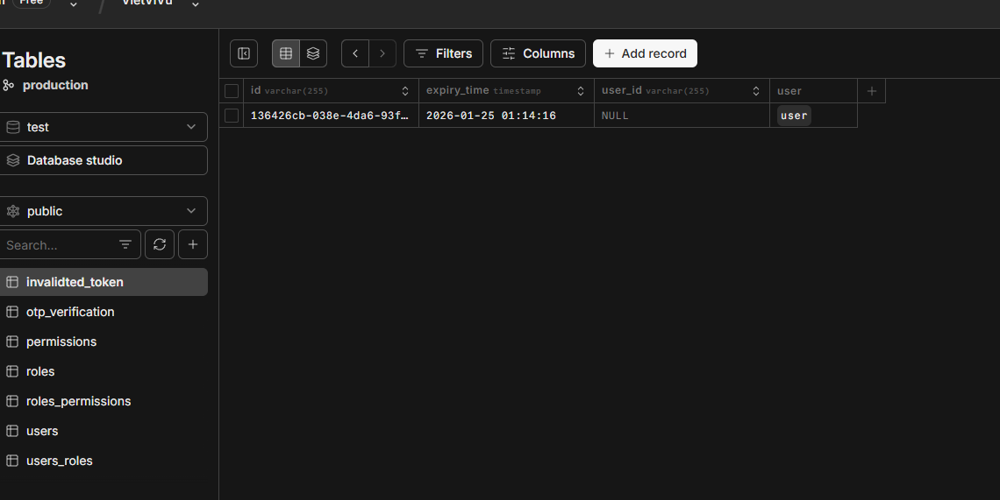 Free / VietViVu
Tables
production
test
Database studio
public
Search...
invalidted_token
otp_verification
permissions
roles
roles_permissions
users
users_roles
Filters
Columns
+ Add record
id varchar(255)
expiry_time timestamp
user_id varchar(255)
user
136426cb-038e-4da6-93f…
2026-01-25 01:14:16
NULL
user